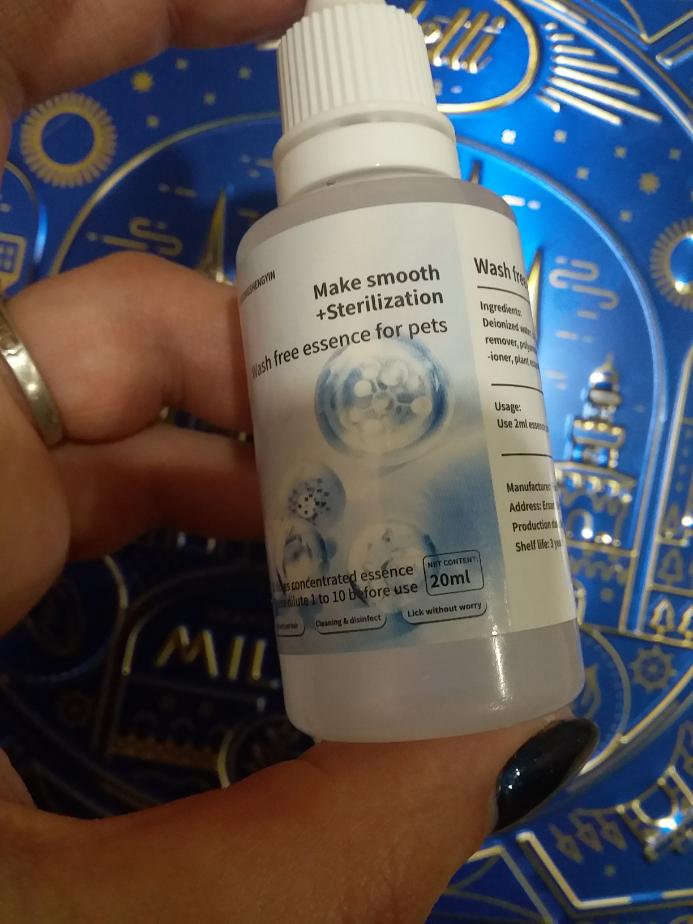 Make smooth
+Sterilization
Wash free essence for pets
concentrated essence
dilute 1 to 10 before use
NET CONTENT:
20ml
Cleaning & disinfect
Lick without worry
Wash free
Ingredients:
Deionized water,
remover,
-ioner, plant
Usage:
Use 2ml essence
Manufacturer:
Address:
Production
Shelf life: 3
MIL